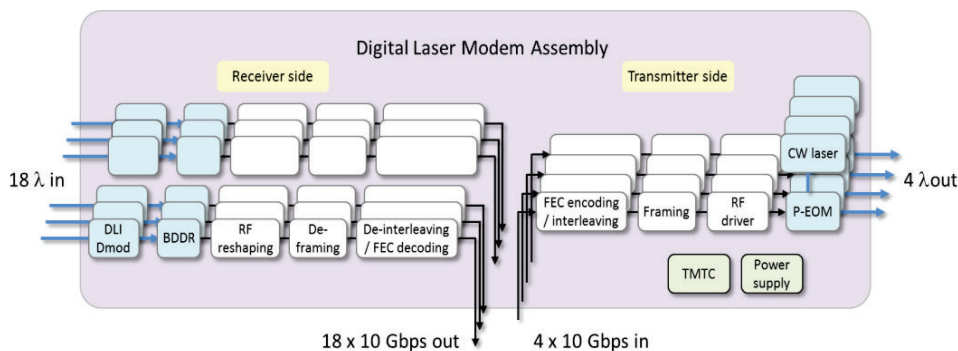 Digital Laser Modem Assembly
Receiver side
Transmitter side
18 λ in
CW laser
4 λout
DLI
Dmod
BDDR
RF
reshaping
De-
framing
De-interleaving
/ FEC decoding
FEC encoding
/ interleaving
Framing
RF
driver
P-EOM
TMTC
Power
supply
18 x 10 Gbps out
4 x 10 Gbps in